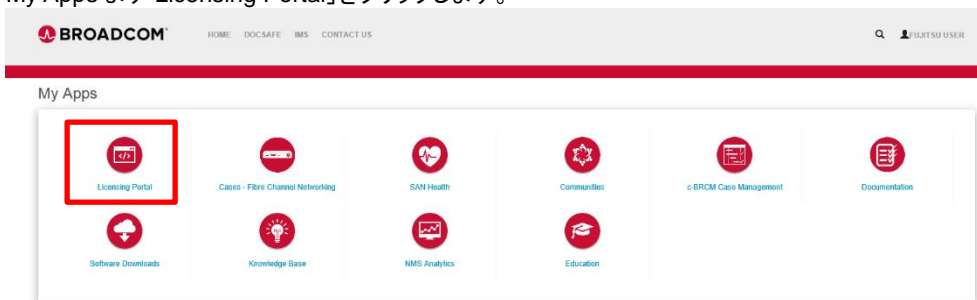 My Apps より「Licensing Portal」をクリックします。
BROADCOM
HOME DOCSAFE IMS CONTACT US
FUJITSU USER
My Apps
Licensing Portal
Cases - Fibre Channel Networking
SAN Health
Communities
c-BRCM Case Management
Documentation
Software Downloads
Knowledge Base
NMS Analytics
Education